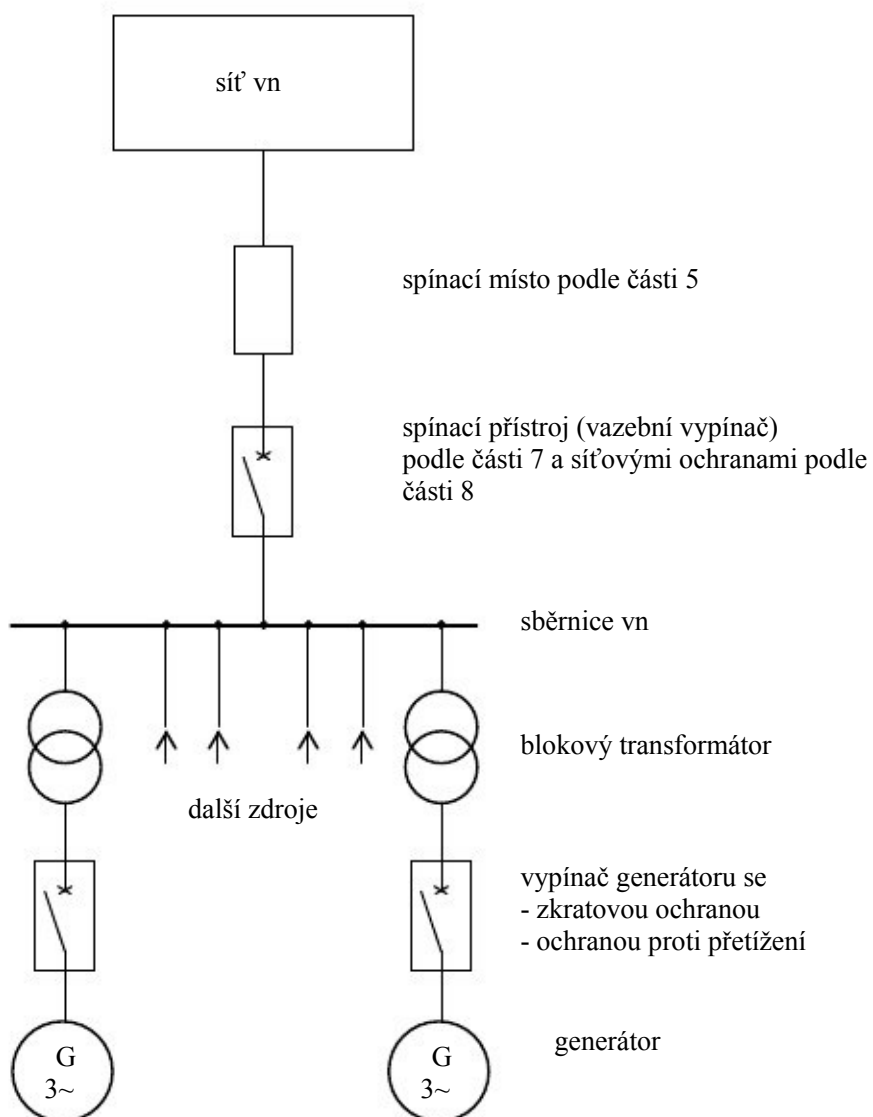 síť vn
spínací místo podle části 5
spínací přístroj (vazební vypínač)
podle části 7 a síťovými ochranami podle
části 8
sběrnice vn
blokový transformátor
další zdroje
vypínač generátoru se
- zkratovou ochranou
- ochranou proti přetížení
generátor
G
3~
G
3~